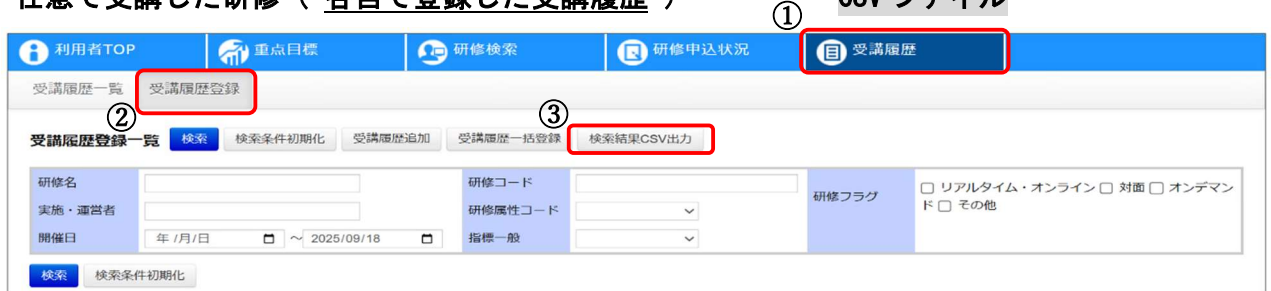 任意で受講した研修（ 各自で登録した受講履歴 ）
① CSVファイル
利用者TOP 重点目標 研修検索 研修申込状況 受講履歴
受講履歴一覧 受講履歴登録
② ③
受講履歴登録一覧 検索 検索条件初期化 受講履歴追加 受講履歴一括登録 検索結果CSV出力
研修名 研修コード 研修フラグ □ リアルタイム・オンライン □ 対面 □ オンデマン
実施・運営者 研修属性コード ド □ その他
開催日 年 /月/日 ～ 2025/09/18 指標一般
検索 検索条件初期化